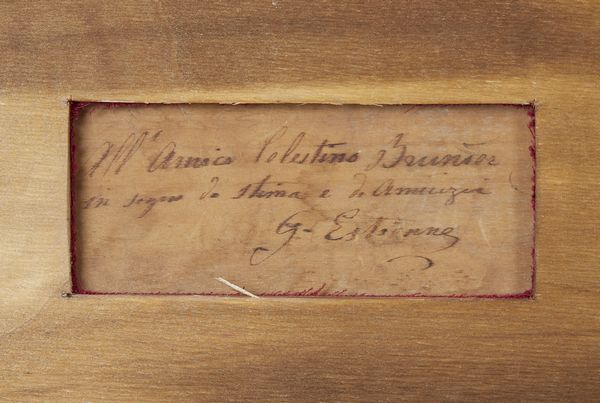 All'Amico Celestino Brunier
in segno di stima e di Amicizia
G. Estienne